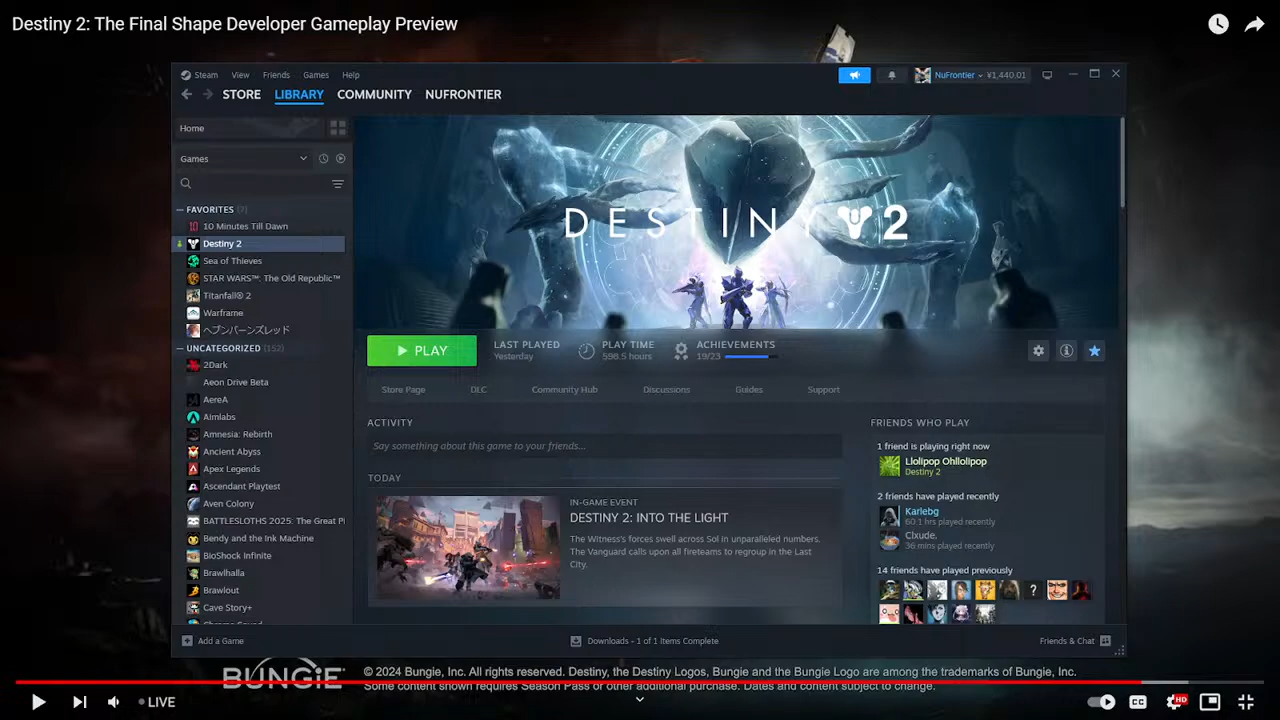 Destiny 2: The Final Shape Developer Gameplay Preview
Steam View Friends Games Help
NuFrontier ¥1,440.01
STORE LIBRARY COMMUNITY NUFRONTIER
Home
Games
FAVORITES (7)
10 Minutes Till Dawn
Destiny 2
Sea of Thieves
STAR WARS™: The Old Republic™
Titanfall® 2
Warframe
ヘブンバーンズレッド
UNCATEGORIZED (152)
2Dark
Aeon Drive Beta
AereA
Aimlabs
Amnesia: Rebirth
Ancient Abyss
Apex Legends
Ascendant Playtest
Aven Colony
BATTLESLOTHS 2025: The Great Pi
Bendy and the Ink Machine
BioShock Infinite
Brawlhalla
Brawlout
Cave Story+
DESTINY 2
PLAY
LAST PLAYED
Yesterday
PLAY TIME
598.5 hours
ACHIEVEMENTS
19/23
Store Page DLC Community Hub Discussions Guides Support
ACTIVITY
Say something about this game to your friends...
TODAY
IN-GAME EVENT
DESTINY 2: INTO THE LIGHT
The Witness's forces swell across Sol in unparalleled numbers.
The Vanguard calls upon all fireteams to regroup in the Last
City.
FRIENDS WHO PLAY
1 friend is playing right now
Llolipop Ohllolipop
Destiny 2
2 friends have played recently
Karlebg
60.1 hrs played recently
Clxude.
36 mins played recently
14 friends have played previously
?
Add a Game
Downloads - 1 of 1 Items Complete
Friends & Chat
BUNGIE
© 2024 Bungie, Inc. All rights reserved. Destiny, the Destiny Logos, Bungie and the Bungie Logo are among the trademarks of Bungie, Inc.
Some content shown requires Season Pass or other additional purchase. Dates and content subject to change.
LIVE
CC
HD